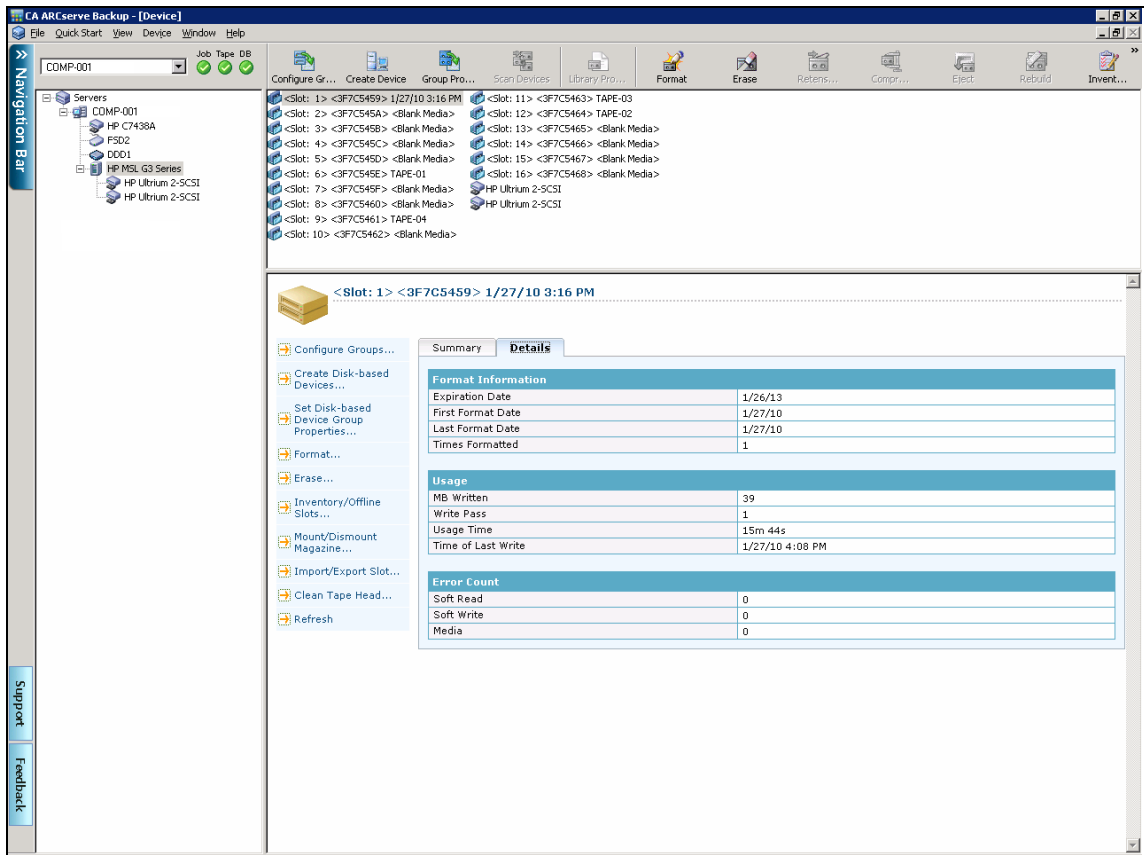 CA ARCserve Backup - [Device]
File Quick Start View Device Window Help
» Navigation Bar
COMP-001
Job Tape DB
Configure Gr... Create Device Group Pro... Scan Devices Library Pro... Format Erase Retens... Compr... Eject Rebuild Invent... »
Servers
COMP-001
HP C7438A
FSD2
DDD1
HP MSL G3 Series
HP Ultrium 2-SCSI
HP Ultrium 2-SCSI
<Slot: 1> <3F7C5459> 1/27/10 3:16 PM
<Slot: 2> <3F7C545A> <Blank Media>
<Slot: 3> <3F7C545B> <Blank Media>
<Slot: 4> <3F7C545C> <Blank Media>
<Slot: 5> <3F7C545D> <Blank Media>
<Slot: 6> <3F7C545E> TAPE-01
<Slot: 7> <3F7C545F> <Blank Media>
<Slot: 8> <3F7C5460> <Blank Media>
<Slot: 9> <3F7C5461> TAPE-04
<Slot: 10> <3F7C5462> <Blank Media>
<Slot: 11> <3F7C5463> TAPE-03
<Slot: 12> <3F7C5464> TAPE-02
<Slot: 13> <3F7C5465> <Blank Media>
<Slot: 14> <3F7C5466> <Blank Media>
<Slot: 15> <3F7C5467> <Blank Media>
<Slot: 16> <3F7C5468> <Blank Media>
HP Ultrium 2-SCSI
HP Ultrium 2-SCSI
<Slot: 1> <3F7C5459> 1/27/10 3:16 PM
Configure Groups...
Create Disk-based
Devices...
Set Disk-based
Device Group
Properties...
Format...
Erase...
Inventory/Offline
Slots...
Mount/Dismount
Magazine...
Import/Export Slot...
Clean Tape Head...
Refresh
Summary Details
Format Information
Expiration Date 1/26/13
First Format Date 1/27/10
Last Format Date 1/27/10
Times Formatted 1
Usage
MB Written 39
Write Pass 1
Usage Time 15m 44s
Time of Last Write 1/27/10 4:08 PM
Error Count
Soft Read 0
Soft Write 0
Media 0
Support
Feedback